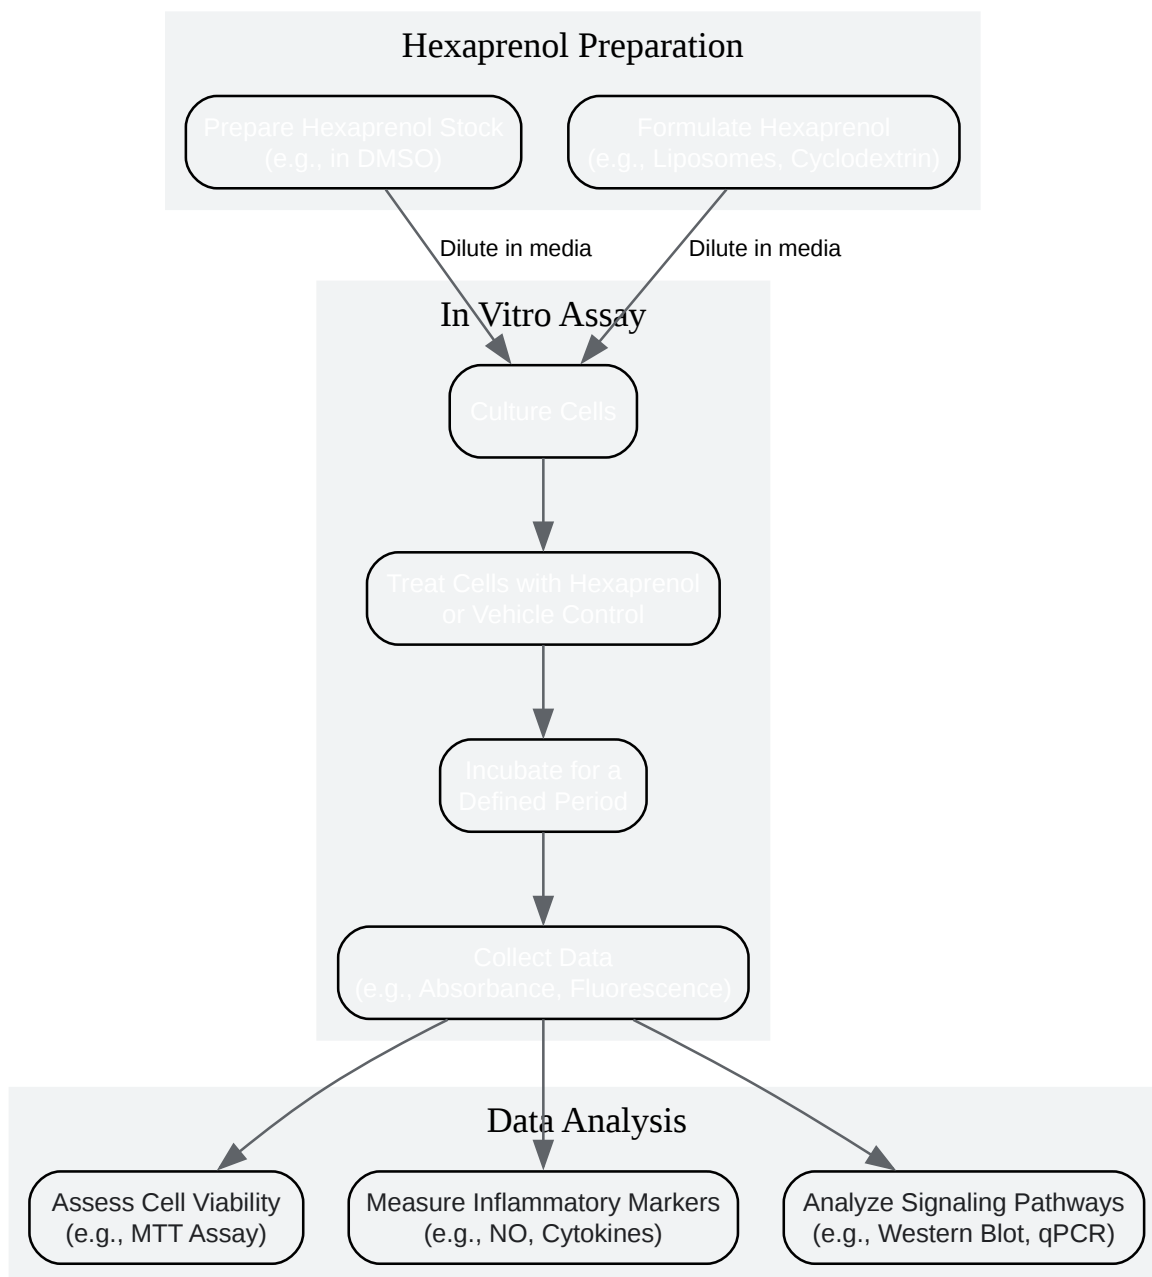 Hexaprenol Preparation
Prepare Hexaprenol Stock
(e.g., in DMSO)
Formulate Hexaprenol
(e.g., Liposomes, Cyclodextrin)
Dilute in media
Dilute in media
In Vitro Assay
Culture Cells
Treat Cells with Hexaprenol
or Vehicle Control
Incubate for a
Defined Period
Collect Data
(e.g., Absorbance, Fluorescence)
Data Analysis
Assess Cell Viability
(e.g., MTT Assay)
Measure Inflammatory Markers
(e.g., NO, Cytokines)
Analyze Signaling Pathways
(e.g., Western Blot, qPCR)